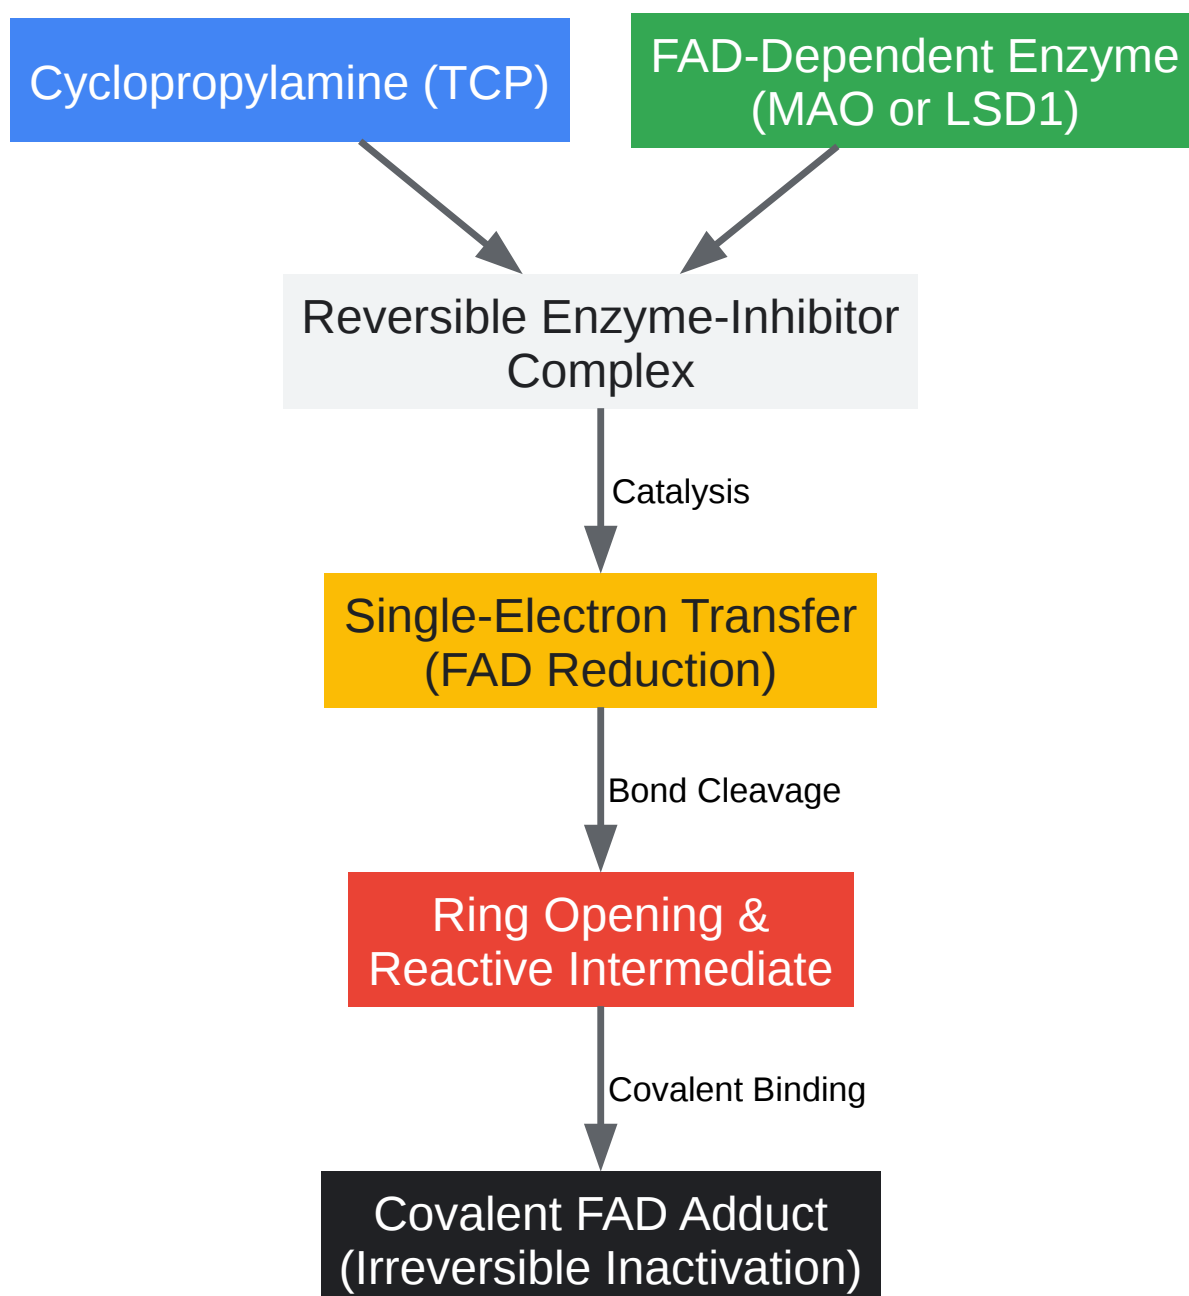 Cyclopropylamine (TCP)
FAD-Dependent Enzyme
(MAO or LSD1)
Reversible Enzyme-Inhibitor
Complex
Catalysis
Single-Electron Transfer
(FAD Reduction)
Bond Cleavage
Ring Opening &
Reactive Intermediate
Covalent Binding
Covalent FAD Adduct
(Irreversible Inactivation)